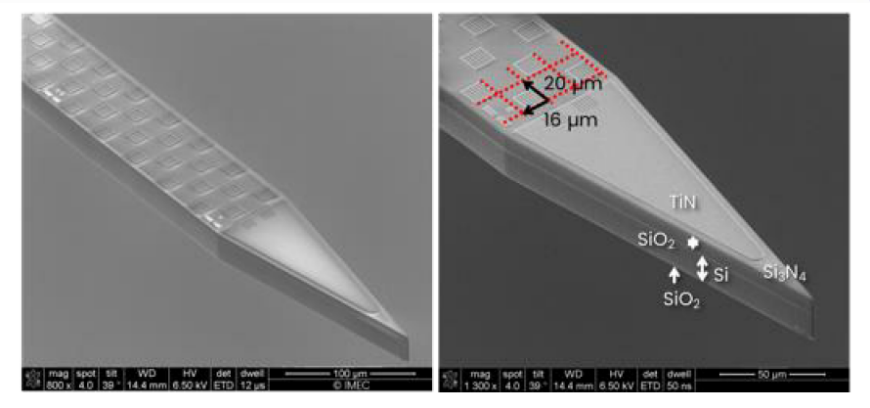 20 μm
16 μm
TiN
SiO2
Si
Si3N4
SiO2
mag spot tilt WD HV det dwell 100 μm
800 x 4.0 39 ° 14.4 mm 6.50 kV ETD 12 μs © IMEC
mag spot tilt WD HV det dwell 50 μm
1 300 x 4.0 39 ° 14.4 mm 6.50 kV ETD 50 ns